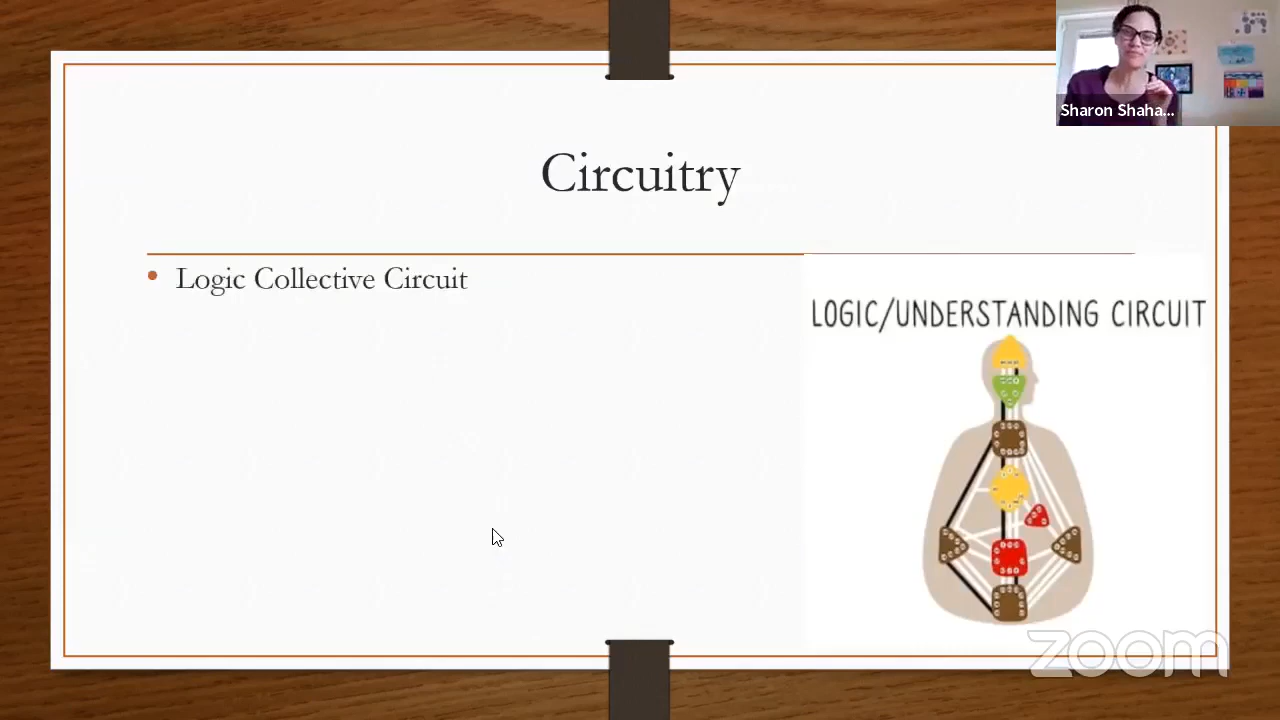 Sharon Shaha...
Circuitry
• Logic Collective Circuit
LOGIC/UNDERSTANDING CIRCUIT
zoom